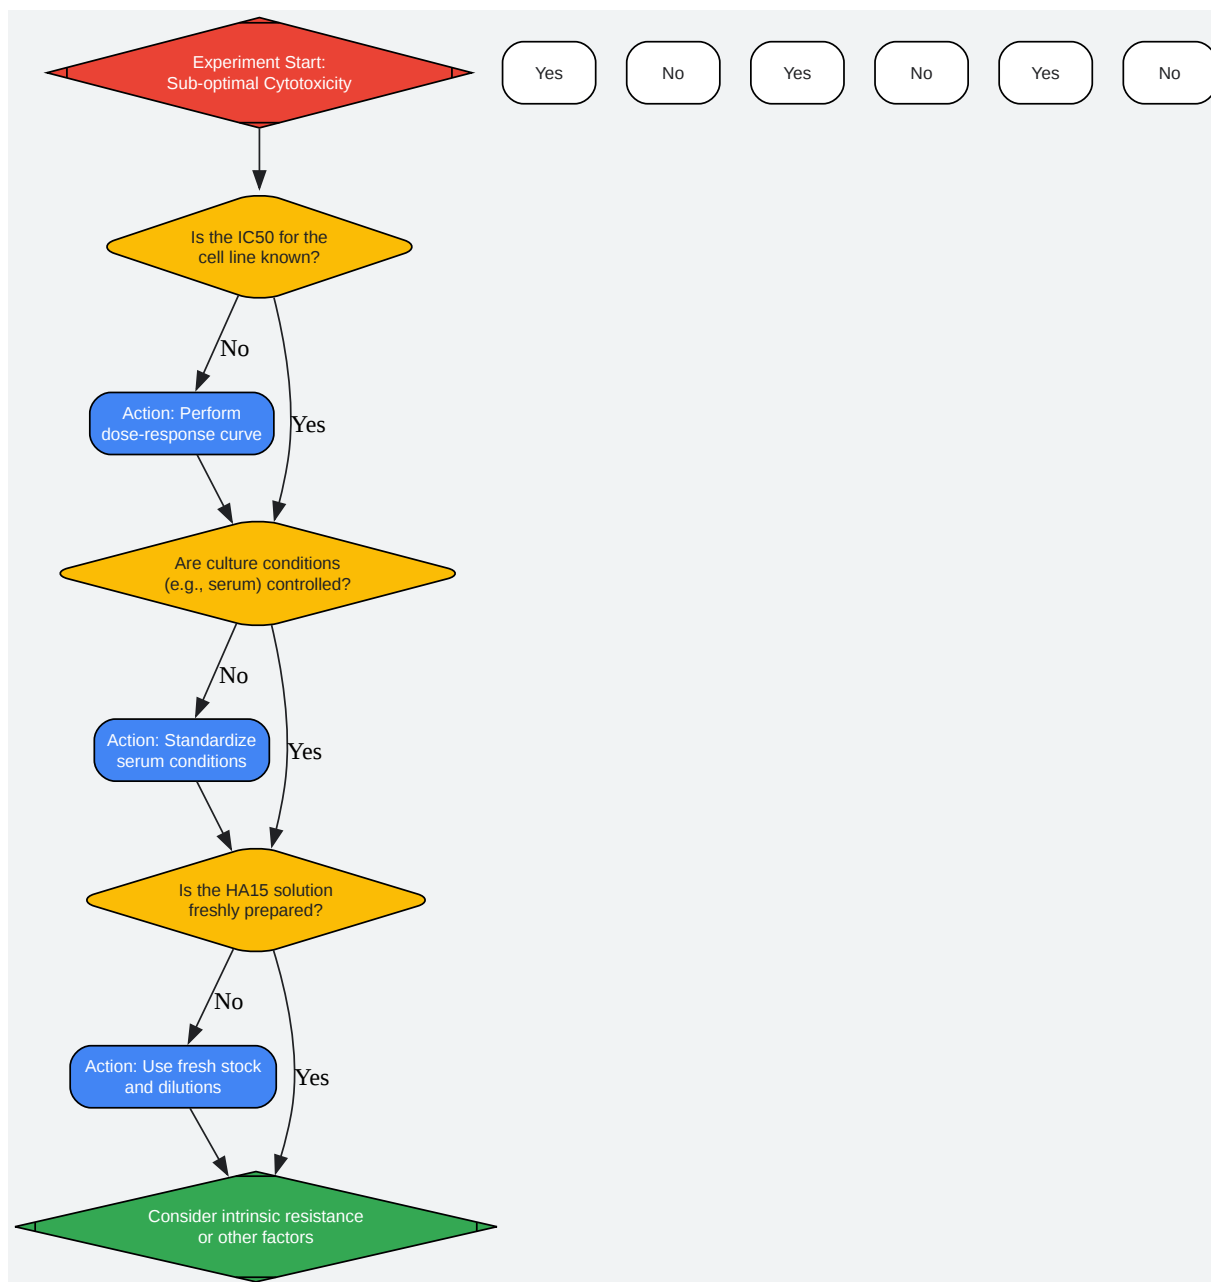 Experiment Start:
Sub-optimal Cytotoxicity
Yes
No
Yes
No
Yes
No
Is the IC50 for the
cell line known?
No
Action: Perform
dose-response curve
Yes
Are culture conditions
(e.g., serum) controlled?
No
Action: Standardize
serum conditions
Yes
Is the HA15 solution
freshly prepared?
No
Action: Use fresh stock
and dilutions
Yes
Consider intrinsic resistance
or other factors